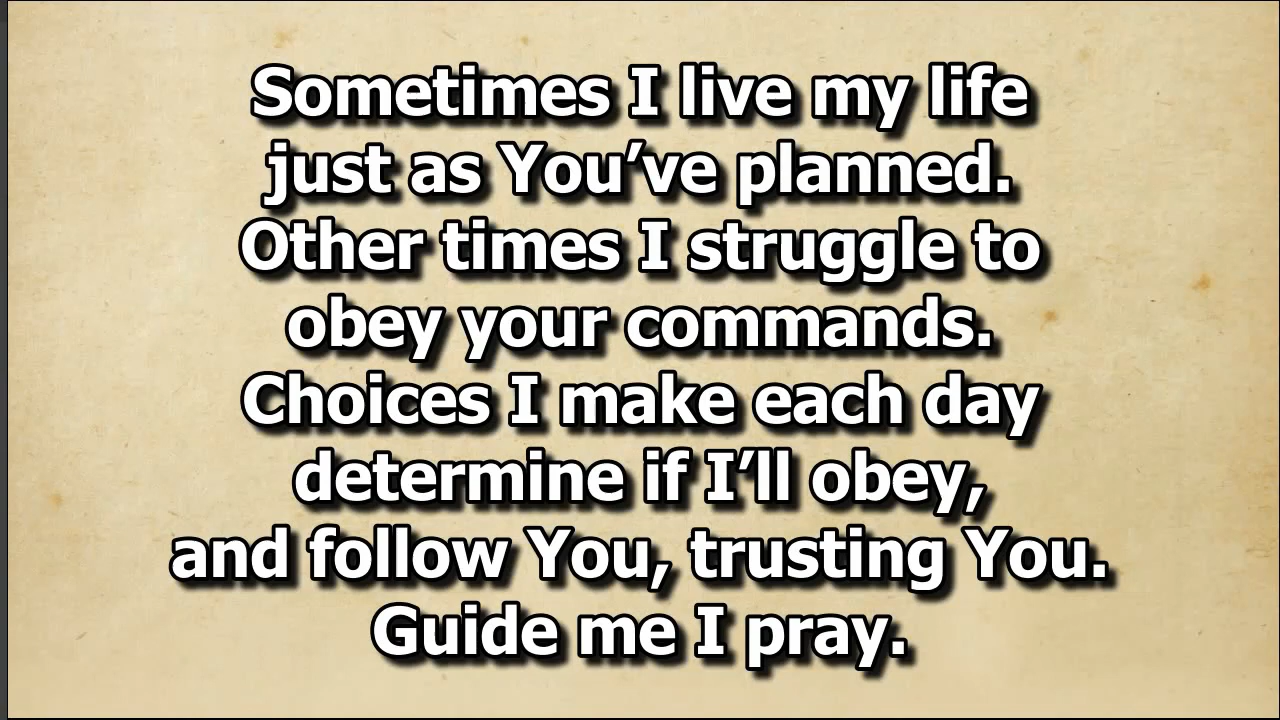 Sometimes I live my life
just as You’ve planned.
Other times I struggle to
obey your commands.
Choices I make each day
determine if I’ll obey,
and follow You, trusting You.
Guide me I pray.